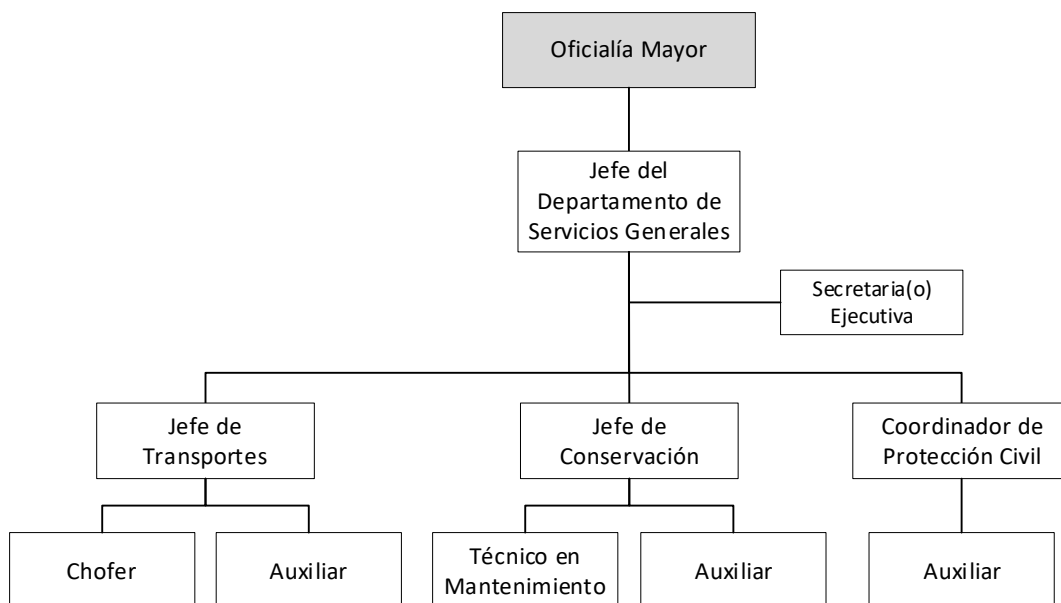 Oficialía Mayor
Jefe del
Departamento de
Servicios Generales
Secretaria(o)
Ejecutiva
Jefe de
Transportes
Jefe de
Conservación
Coordinador de
Protección Civil
Chofer
Auxiliar
Técnico en
Mantenimiento
Auxiliar
Auxiliar